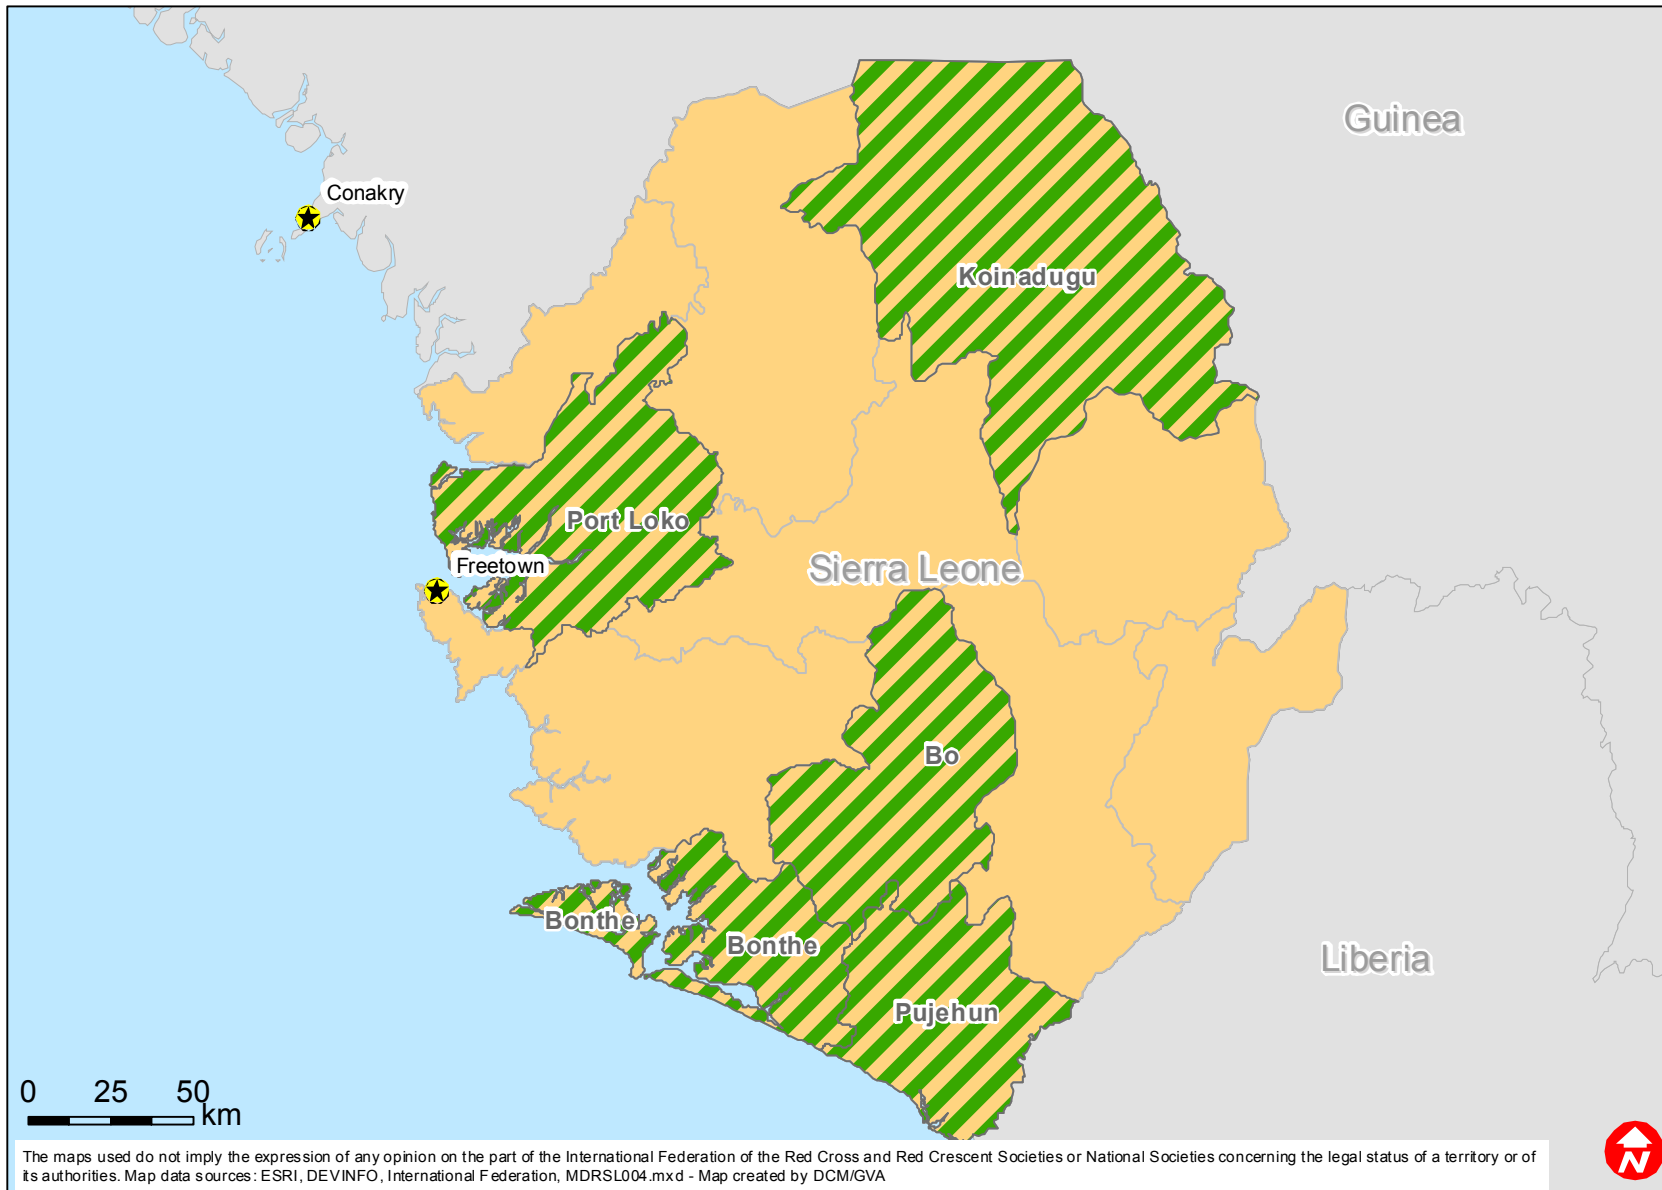 Guinea
Conakry
Koinadugu
Port Loko
Freetown
Sierra Leone
Bo
Bonthe
Bonthe
Liberia
Pujehun
0 25 50
km
The maps used do not imply the expression of any opinion on the part of the International Federation of the Red Cross and Red Crescent Societies or National Societies concerning the legal status of a territory or of
its authorities. Map data sources: ESRI, DEVINFO, International Federation, MDRSL004.mxd - Map created by DCM/GVA
N